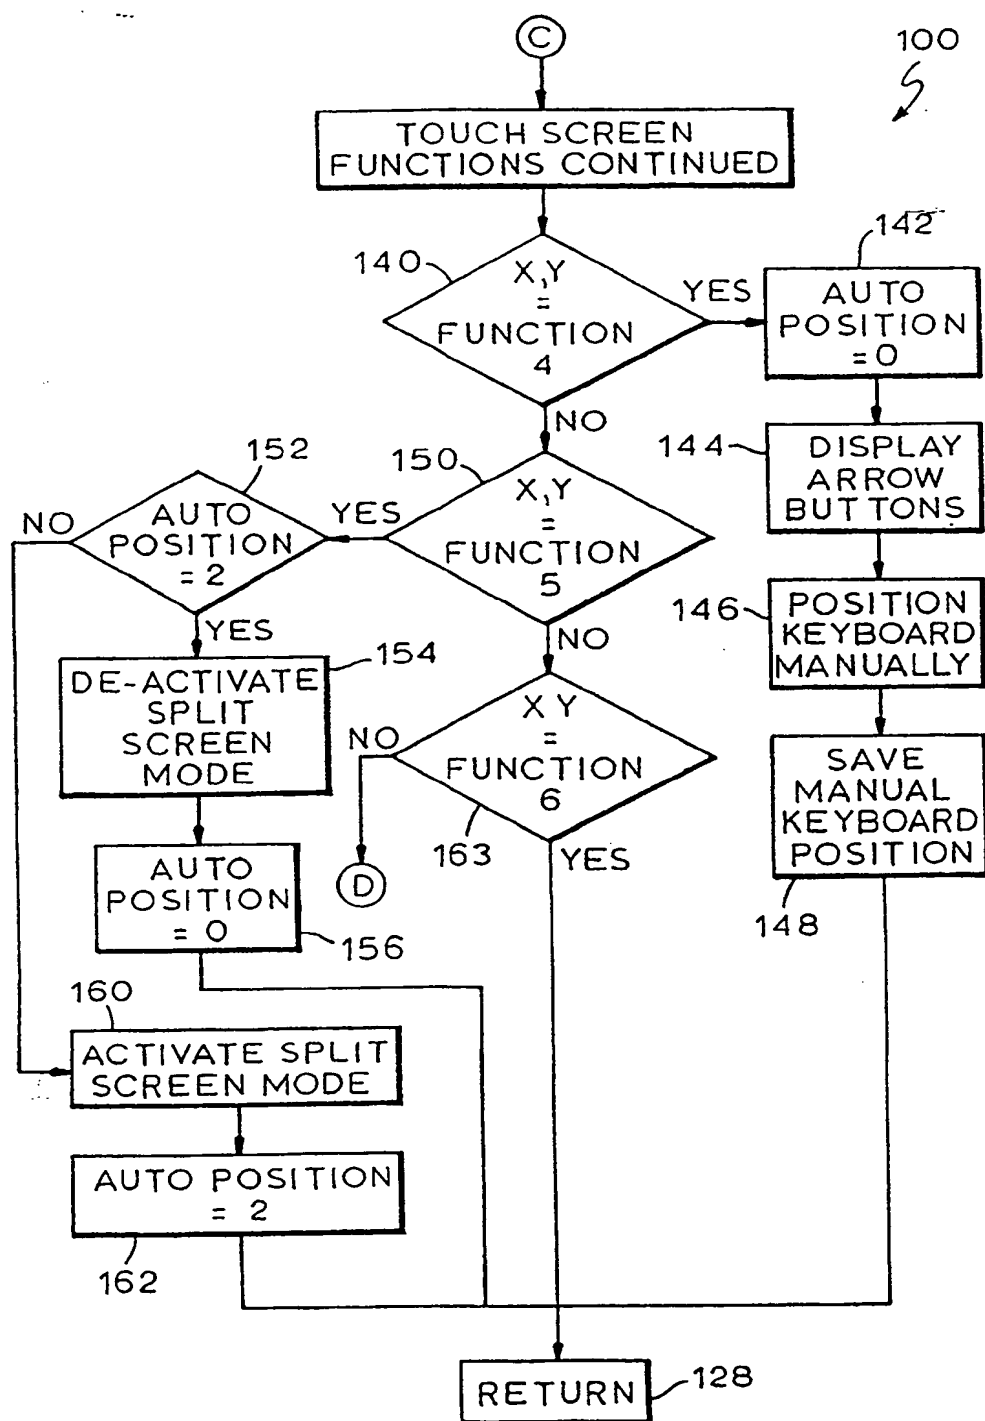 C
100
TOUCH SCREEN
FUNCTIONS CONTINUED
140
X,Y
=
FUNCTION
4
YES
NO
142
AUTO
POSITION
=0
144
DISPLAY
ARROW
BUTTONS
146
POSITION
KEYBOARD
MANUALLY
SAVE
MANUAL
KEYBOARD
POSITION
148
150
X,Y
=
FUNCTION
5
YES
NO
152
AUTO
POSITION
=2
NO
YES
154
DE-ACTIVATE
SPLIT
SCREEN
MODE
AUTO
POSITION
=0
156
X Y
=
FUNCTION
6
NO
163
YES
D
160
ACTIVATE SPLIT
SCREEN MODE
AUTO POSITION
= 2
162
RETURN
128